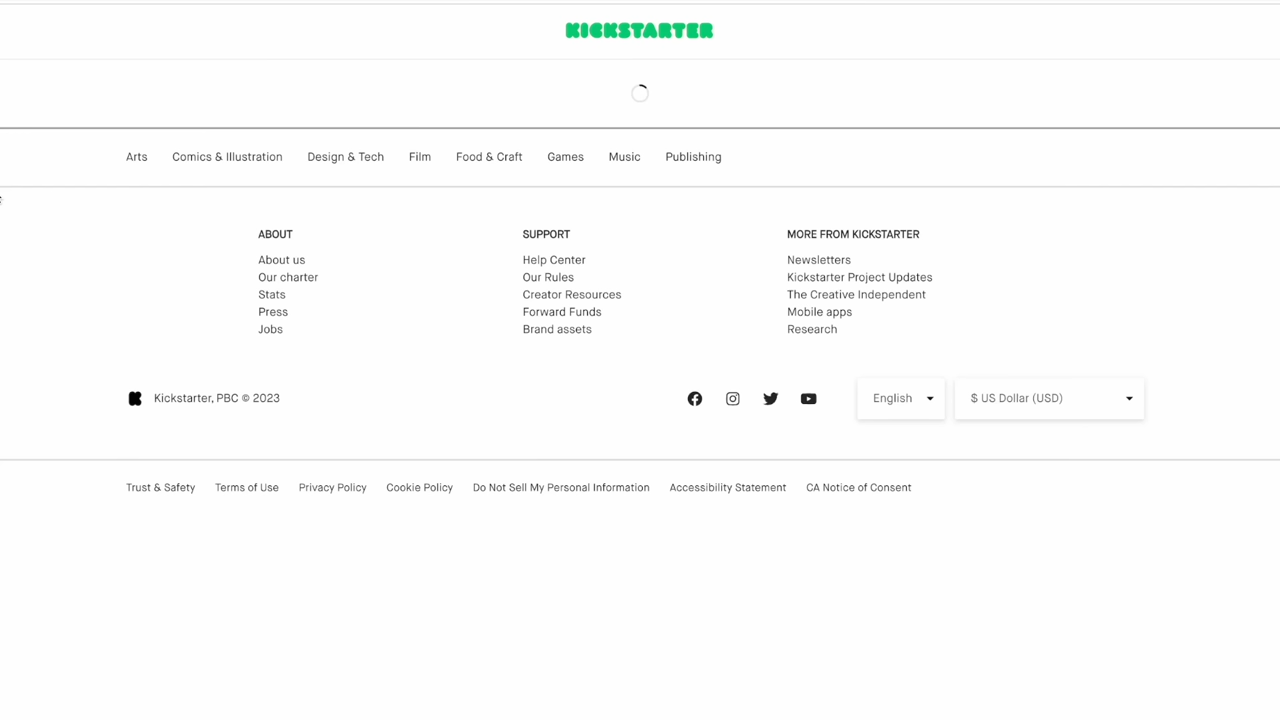 KICKSTARTER
Arts Comics & Illustration Design & Tech Film Food & Craft Games Music Publishing
ABOUT
About us
Our charter
Stats
Press
Jobs
SUPPORT
Help Center
Our Rules
Creator Resources
Forward Funds
Brand assets
MORE FROM KICKSTARTER
Newsletters
Kickstarter Project Updates
The Creative Independent
Mobile apps
Research
Kickstarter, PBC © 2023
English
$ US Dollar (USD)
Trust & Safety Terms of Use Privacy Policy Cookie Policy Do Not Sell My Personal Information Accessibility Statement CA Notice of Consent